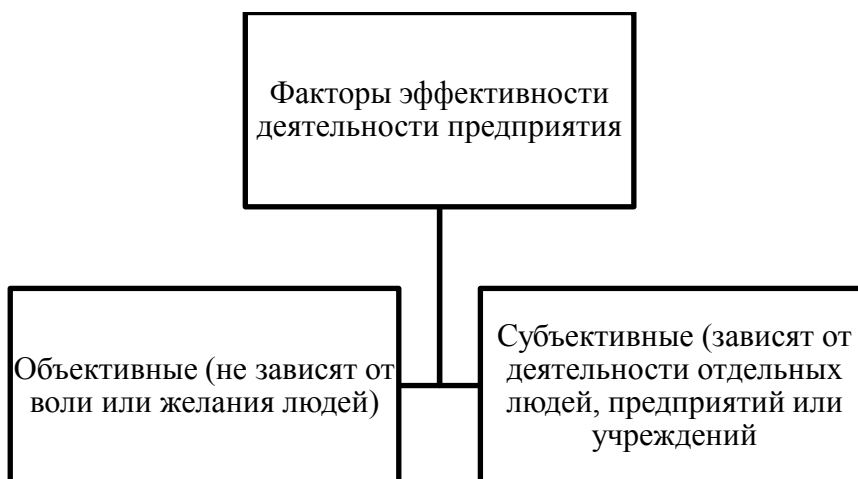 Факторы эффективности
деятельности предприятия
Объективные (не зависят от
воли или желания людей)
Субъективные (зависят от
деятельности отдельных
людей, предприятий или
учреждений